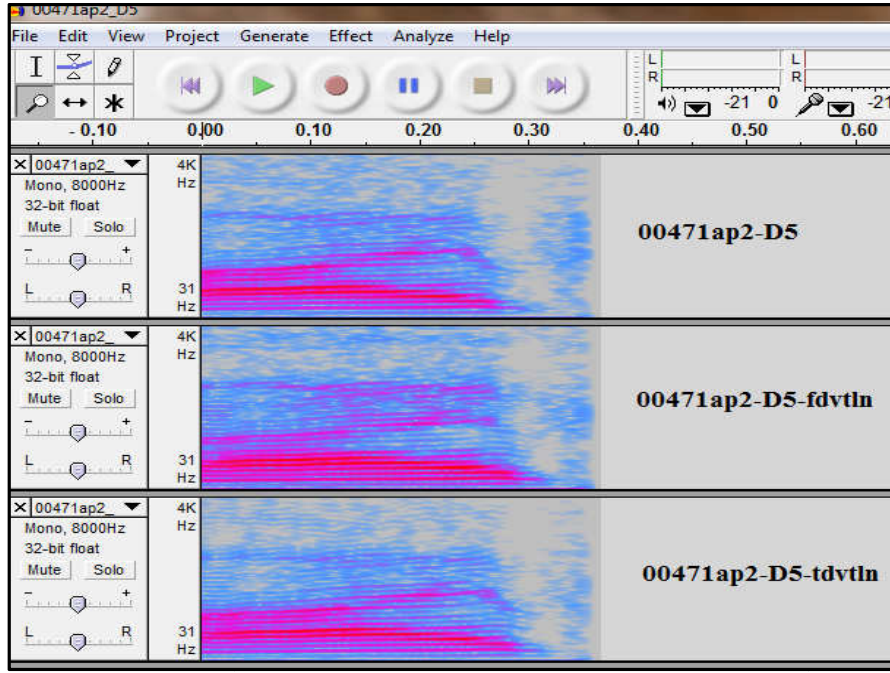 00471ap2_D5
File Edit View Project Generate Effect Analyze Help
L
R
-21 0
L
R
-21
- 0.10 0.00 0.10 0.20 0.30 0.40 0.50 0.60
X 00471ap2_
Mono, 8000Hz
32-bit float
Mute Solo
- +
L R
4K
Hz
31
Hz
00471ap2-D5
X 00471ap2_
Mono, 8000Hz
32-bit float
Mute Solo
- +
L R
4K
Hz
31
Hz
00471ap2-D5-fdvtln
X 00471ap2_
Mono, 8000Hz
32-bit float
Mute Solo
- +
L R
4K
Hz
31
Hz
00471ap2-D5-tdvtln